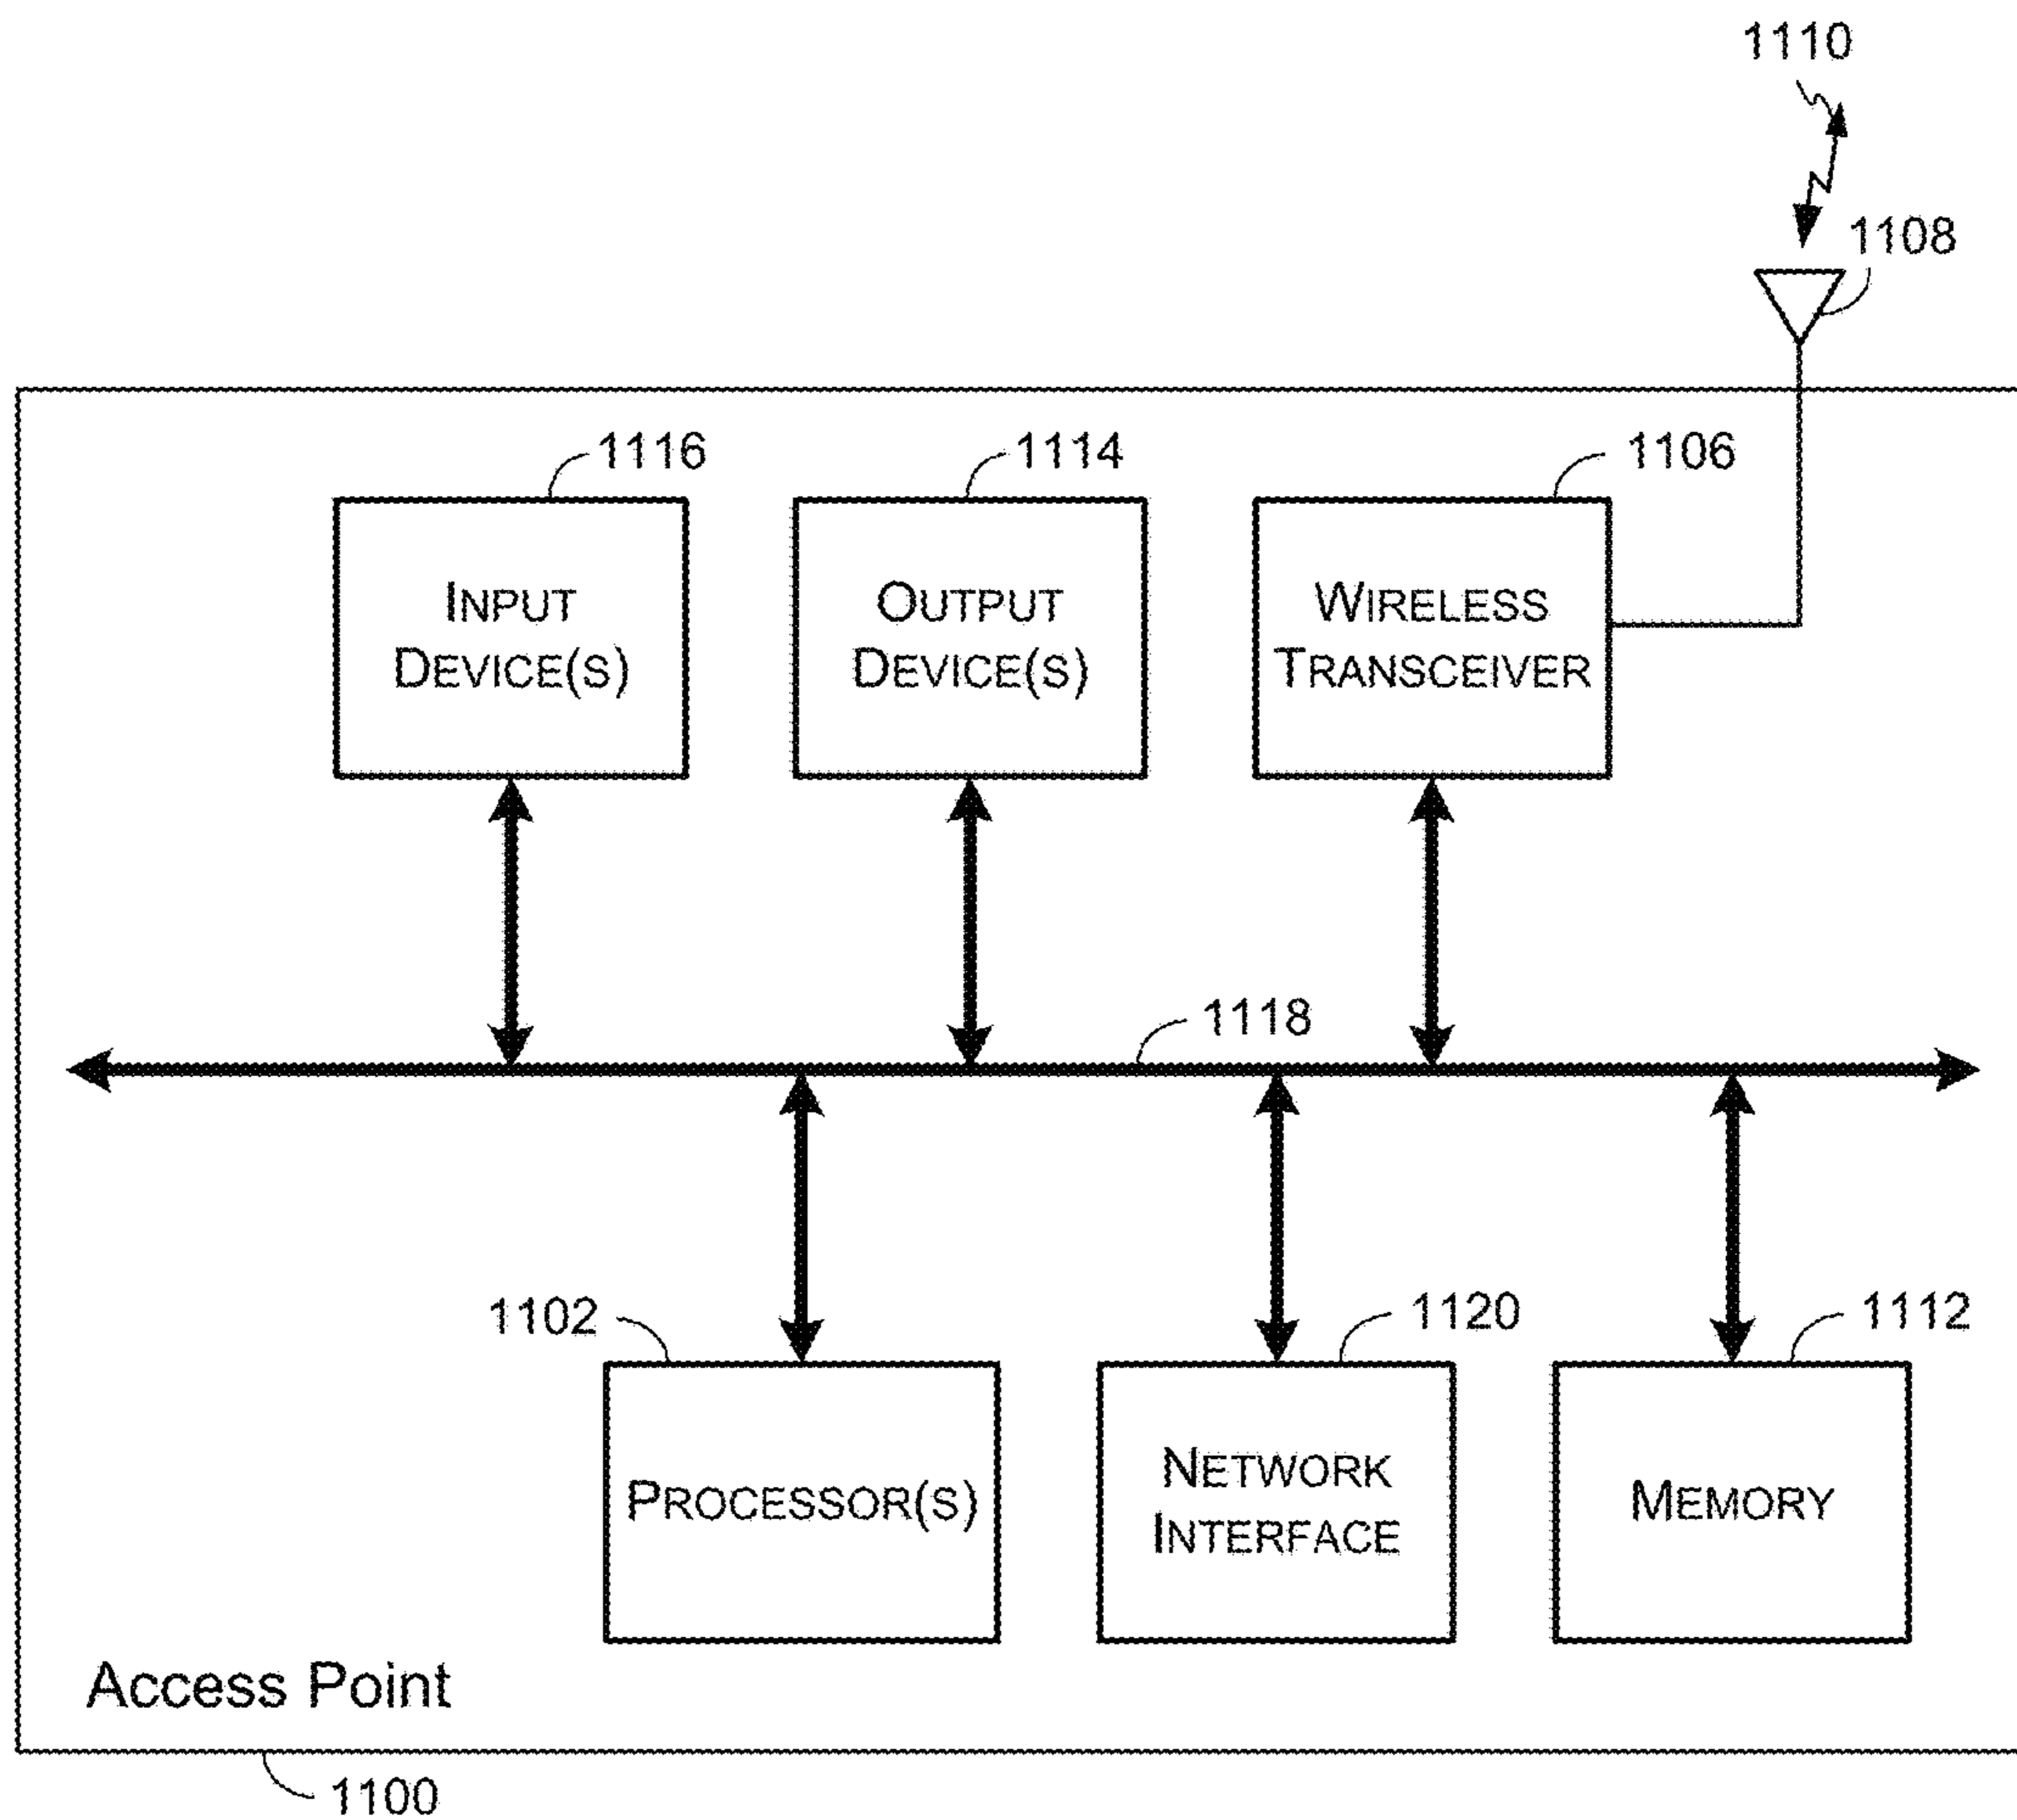 1110
1108
1116
1114
1106
INPUT
DEVICE(S)
OUTPUT
DEVICE(S)
WIRELESS
TRANSCEIVER
1118
1102
1120
1112
PROCESSOR(S)
NETWORK
INTERFACE
MEMORY
Access Point
1100